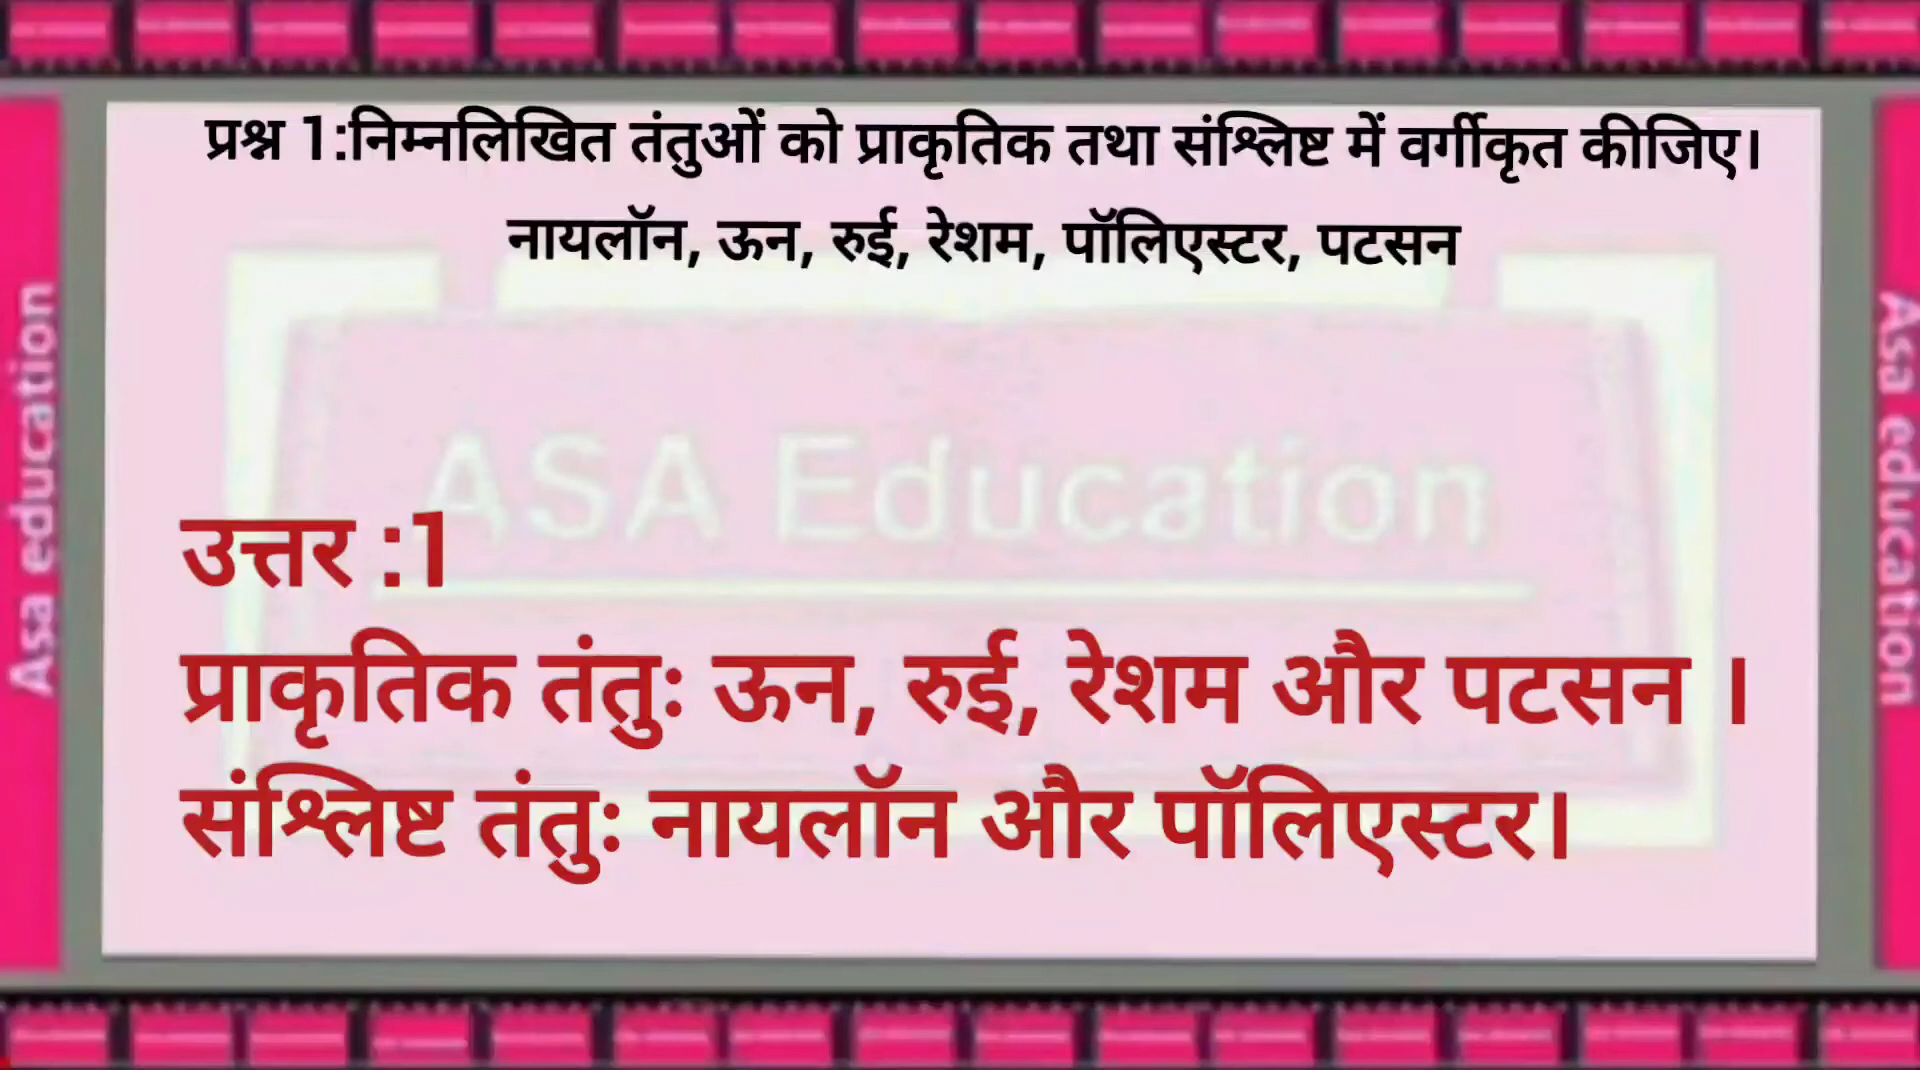 प्रश्न 1:निम्नलिखित तंतुओं को प्राकृतिक तथा संश्लिष्ट में वर्गीकृत कीजिए।
नायलॉन, ऊन, रुई, रेशम, पॉलिएस्टर, पटसन
ASA Education
उत्तर :1
प्राकृतिक तंतुः ऊन, रुई, रेशम और पटसन ।
संश्लिष्ट तंतुः नायलॉन और पॉलिएस्टर।
Asa education
Asa education